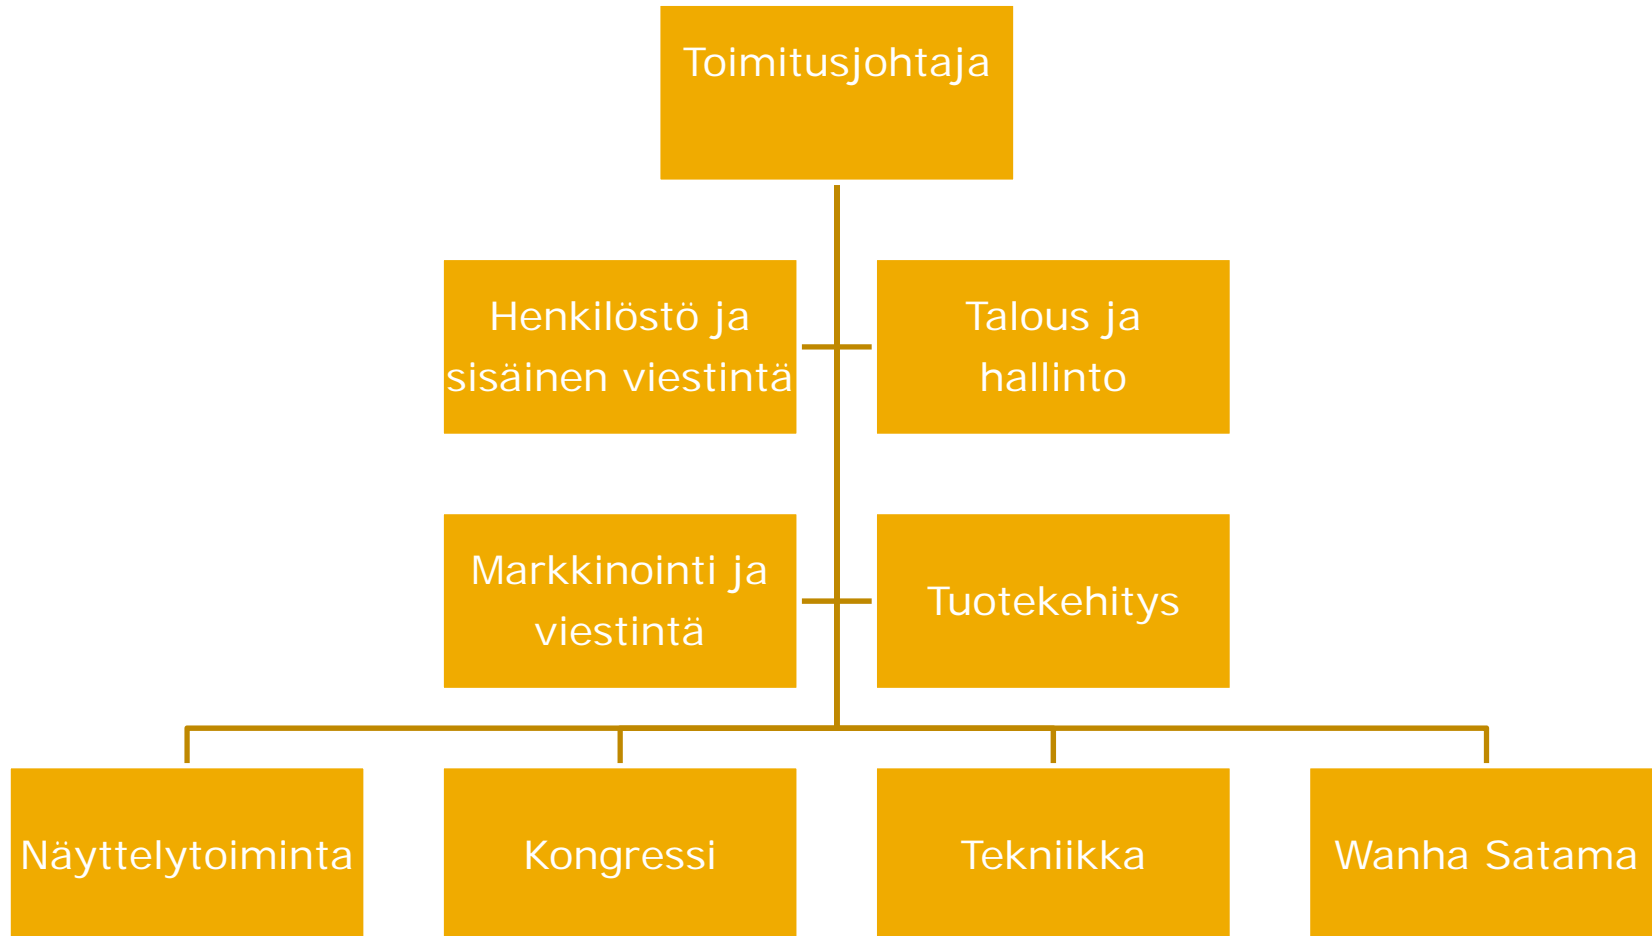 Toimitusjohtaja
Henkilöstö ja
sisäinen viestintä
Talous ja
hallinto
Markkinointi ja
viestintä
Tuotekehitys
Näyttelytoiminta
Kongressi
Tekniikka
Wanha Satama